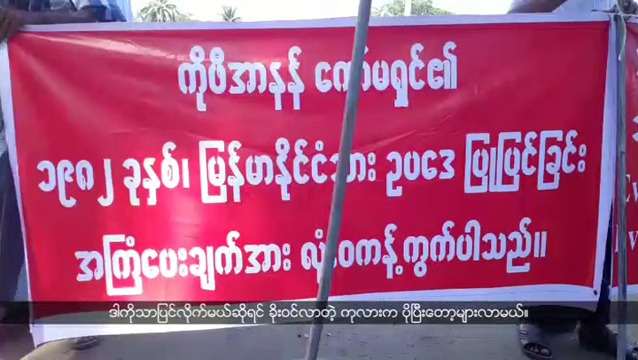 ကိုဖီအာနန် ကော်မရှင်၏
၁၉၈၂ ခုနှစ်၊ မြန်မာနိုင်ငံသား ဥပဒေ ပြုပြင်ခြင်း
အကြံပေးချက်အား လုံးဝကန့်ကွက်ပါသည်။
ဒါကိုသာပြင်လိုက်မယ်ဆိုရင် ခိုးဝင်လာတဲ့ ကုလားက ပိုပြီးတော့များလာမယ်။